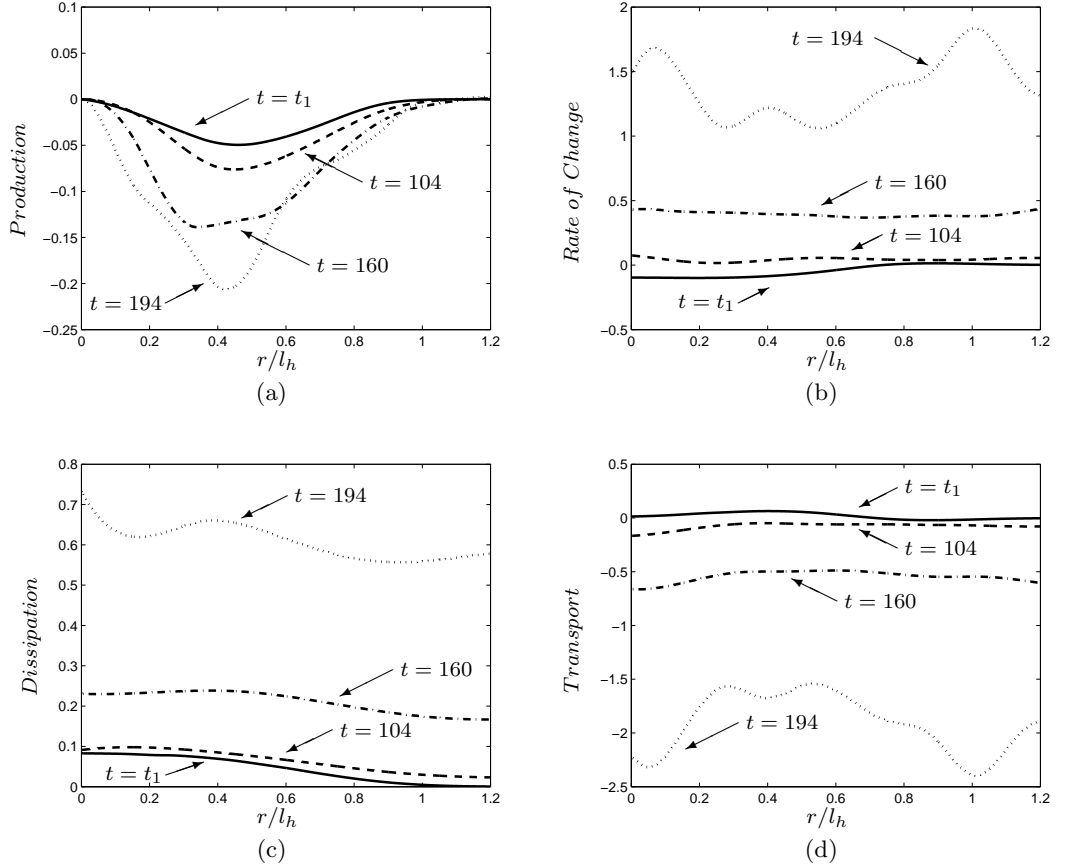 0.1
0.05
0
−0.05
−0.1
−0.15
−0.2
−0.25
Production
t = t1
t = 104
t = 160
t = 194
0 0.2 0.4 0.6 0.8 1 1.2
r/lh
(a)
2
1.5
1
0.5
0
−0.5
Rate of Change
t = 194
t = 160
t = 104
t = t1
0 0.2 0.4 0.6 0.8 1 1.2
r/lh
(b)
0.8
0.7
0.6
0.5
0.4
0.3
0.2
0.1
0
Dissipation
t = 194
t = 160
t = 104
t = t1
0 0.2 0.4 0.6 0.8 1 1.2
r/lh
(c)
0.5
0
−0.5
−1
−1.5
−2
−2.5
Transport
t = t1
t = 104
t = 160
t = 194
0 0.2 0.4 0.6 0.8 1 1.2
r/lh
(d)